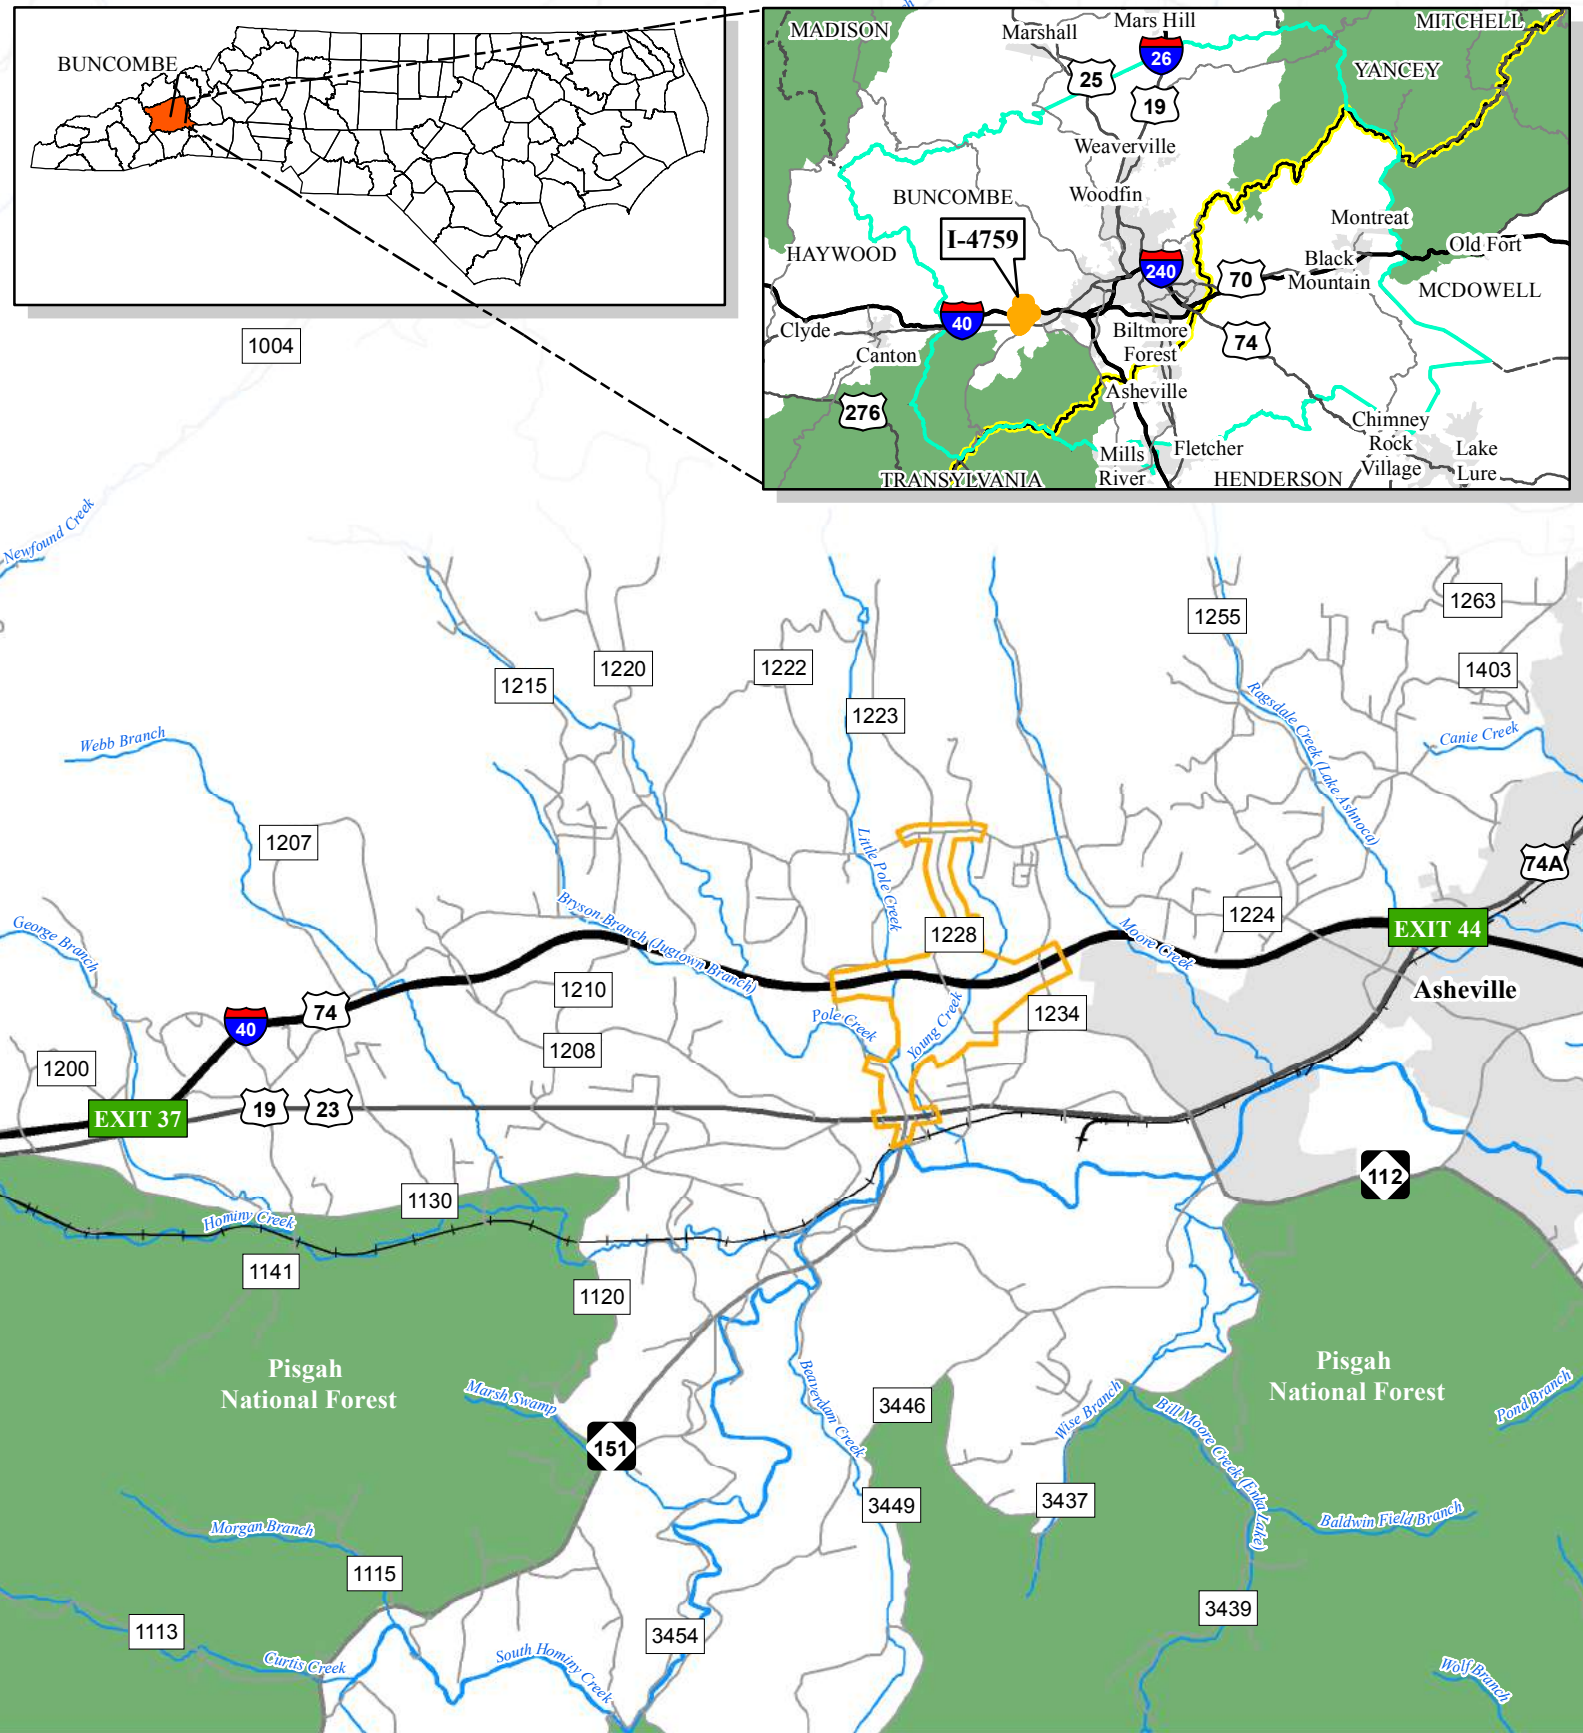 BUNCOMBE
MADISON
Marshall
Mars Hill
MITCHELL
26
25
19
YANCEY
Weaverville
Woodfin
BUNCOMBE
Montreat
I-4759
HAYWOOD
240
70
Black
Mountain
Old Fort
MCDOWELL
40
Clyde
Canton
Biltmore
Forest
74
Asheville
276
Chimney
Rock
Village
Fletcher
Mills
River
Lake
Lure
TRANSYLVANIA
HENDERSON
1004
Newfound Creek
1263
1255
1220
1222
1403
1215
1223
Ragsdale Creek (Lake Ashnoca)
Webb Branch
Canie Creek
1207
Little Pole Creek
74A
Bryson Branch (Jugtown Branch)
1224
EXIT 44
George Branch
1228
Moore Creek
Asheville
1210
74
40
Pole Creek
Young Creek
1234
1208
1200
EXIT 37
19
23
112
1130
Hominy Creek
1141
1120
Pisgah
National Forest
Pisgah
National Forest
Marsh Swamp
Beaverdam Creek
3446
Wise Branch
Bill Moore Creek (Enka Lake)
Pond Branch
151
3449
3437
Baldwin Field Branch
Morgan Branch
1115
3439
1113
3454
Curtis Creek
South Hominy Creek
Wolf Branch